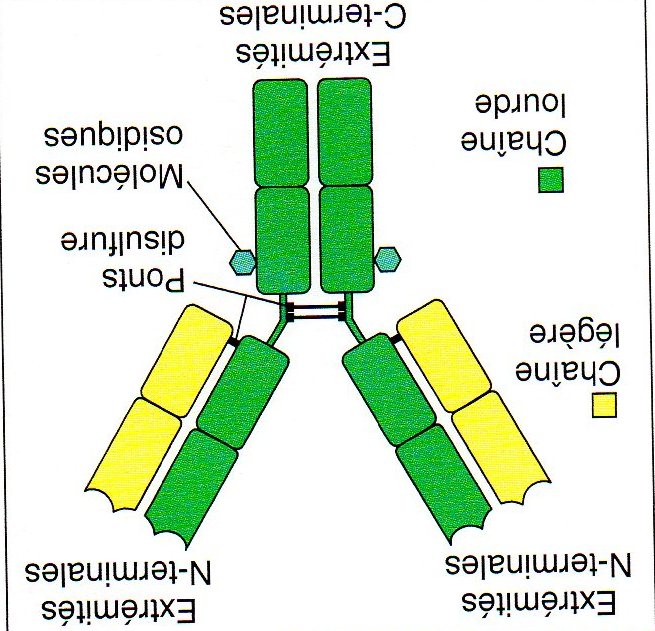 Extrémités
N-terminales
Extrémités
N-terminales
Chaîne
légère
Ponts
disulfure
Molécules
osidiques
Chaîne
lourde
Extrémités
C-terminales